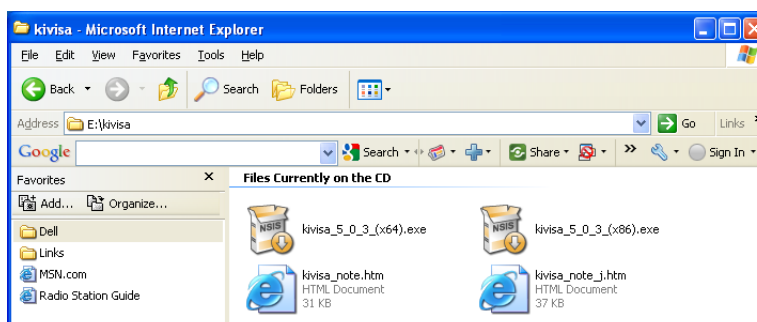 kivisa - Microsoft Internet Explorer
File Edit View Favorites Tools Help
Back Search Folders
Address E:\kivisa Go Links
Google Search Share Sign In
Favorites
Files Currently on the CD
Add... Organize...
NSIS kivisa_5_0_3_(x64).exe
NSIS kivisa_5_0_3_(x86).exe
Dell
Links
MSN.com
Radio Station Guide
kivisa_note.htm
HTML Document
31 KB
kivisa_note_j.htm
HTML Document
37 KB